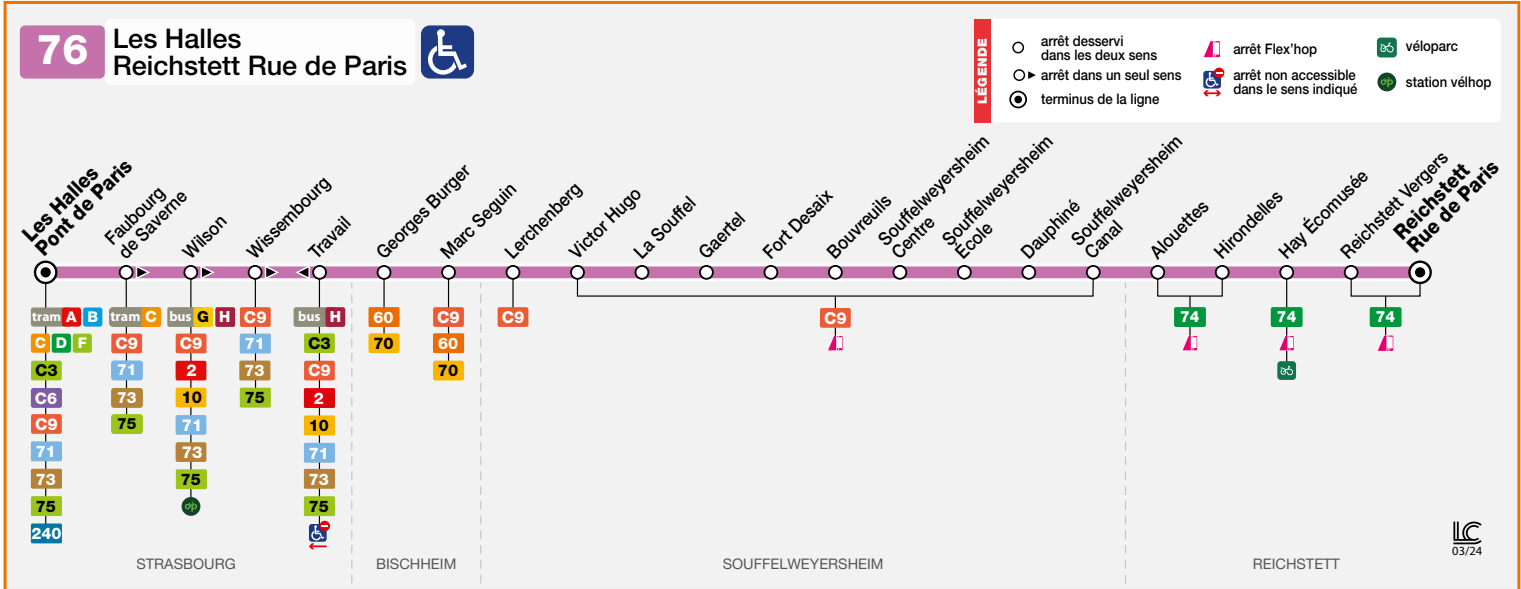 76
Les Halles
Reichstett Rue de Paris
LÉGENDE
arrêt desservi
dans les deux sens
arrêt dans un seul sens
terminus de la ligne
arrêt Flex'hop
arrêt non accessible
dans le sens indiqué
véloparc
station vélhop
Les Halles
Pont de Paris
Faubourg
de Saverne
Wilson
Wissembourg
Travail
Georges Burger
Marc Seguin
Lerchenberg
Victor Hugo
La Souffel
Gaertel
Fort Desaix
Bouvreuils
Souffelweyersheim
Centre
Souffelweyersheim
Ecole
Dauphiné
Souffelweyersheim
Canal
Alouettes
Hirondelles
Hay Écomusée
Reichstett Vergers
Reichstett
Rue de Paris
tram A B
C D F
C3
C6
C9
71
73
75
240
tram C
C9
71
73
75
bus G H
C9
2
10
71
73
75
C9
71
73
75
bus H
C3
C9
2
10
71
73
75
60
70
C9
60
70
C9
C9
74
74
74
STRASBOURG
BISCHHEIM
SOUFFELWEYERSHEIM
REICHSTETT
LC
03/24